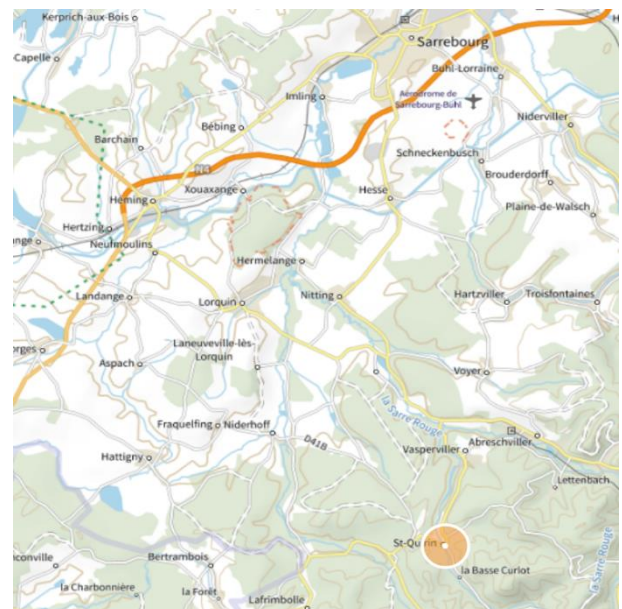 Kerprich-aux-Bois
Sarrebourg
-Capelle
Buhl-Lorraine
Imling
Aérodrome de
Sarrebourg-Buhl
Bébing
Niderviller
Barchain
Schneckenbusch
N4
Brouderdorff
Xouaxange
Hesse
Héming
Plaine-de-Walsch
Hertzing
Neufmoulins
Hermelange
Landange
Lorquin
Nitting
Hartzviller
Troisfontaines
Laneuveville-lès-
Lorquin
orges
Aspach
Voyer
la Sarre Rouge
Fraquelfing
Niderhoff
D41B
Abreschviller
Vasperviller
Hattigny
Lettenbach
la Sarre
St-Quirin
Bertrambois
la Basse Curlot
onville
la Charbonnière
la Forêt
Lafrimbolle